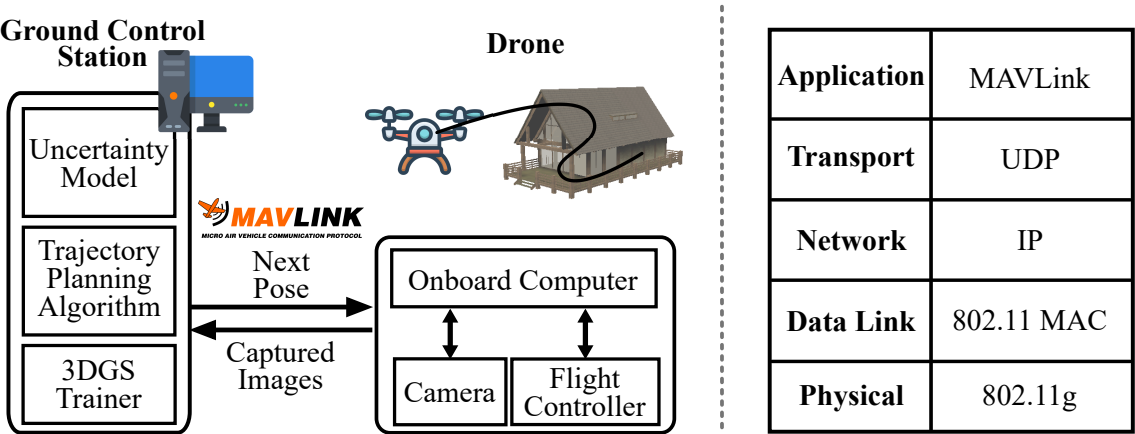 Ground Control
Station
Uncertainty
Model
Trajectory
Planning
Algorithm
3DGS
Trainer
Drone
MAVLINK
MICRO AIR VEHICLE COMMUNICATION PROTOCOL
Next
Pose
Captured
Images
Onboard Computer
Camera
Flight
Controller
Application MAVLink
Transport UDP
Network IP
Data Link 802.11 MAC
Physical 802.11g